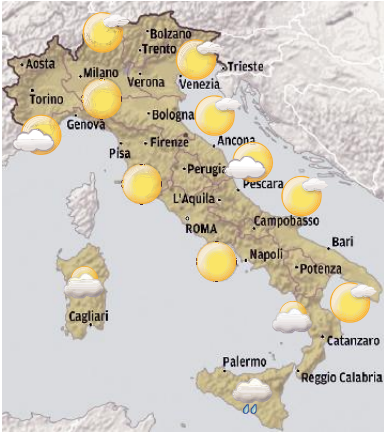 Bolzano
Trento
Aosta
Milano
Trieste
Verona
Venezia
Torino
Genova
Bologna
Pisa
Firenze
Ancona
Perugia
Pescara
L'Aquila
ROMA
Campobasso
Bari
Napoli
Potenza
Cagliari
Catanzaro
Palermo
Reggio Calabria